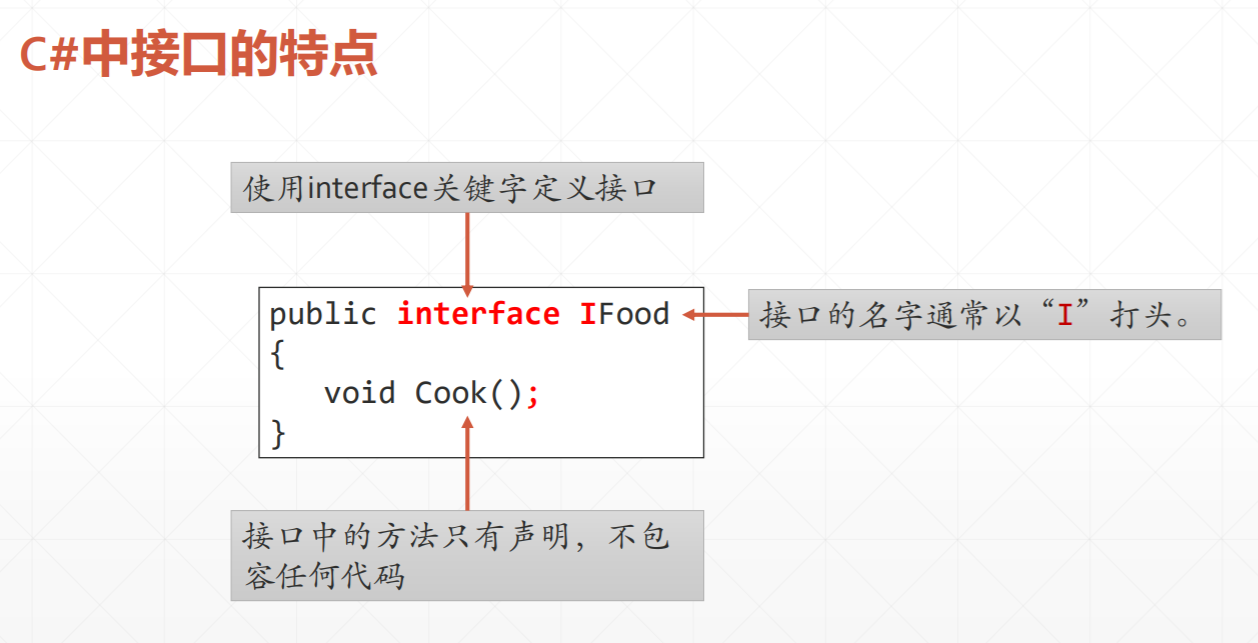 C#中接口的特点
使用interface关键字定义接口
public interface IFood
{
void Cook();
}
接口的名字通常以“I”打头。
接口中的方法只有声明，不包
容任何代码